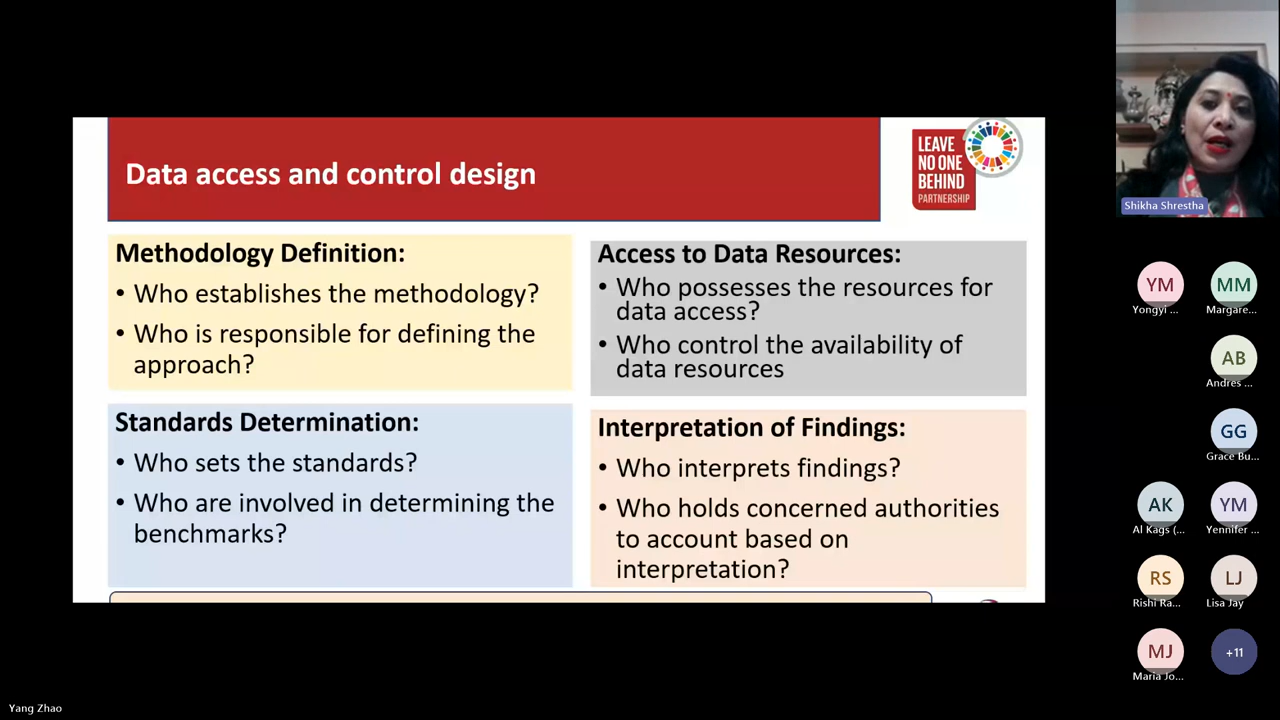 Data access and control design
LEAVE
NO ONE
BEHIND
PARTNERSHIP
Methodology Definition:
• Who establishes the methodology?
• Who is responsible for defining the
approach?
Access to Data Resources:
• Who possesses the resources for
data access?
• Who control the availability of
data resources
Standards Determination:
• Who sets the standards?
• Who are involved in determining the
benchmarks?
Interpretation of Findings:
• Who interprets findings?
• Who holds concerned authorities
to account based on
interpretation?
Shikha Shrestha
YM
Yongyi ...
MM
Margare...
AB
Andres ...
GG
Grace Bu...
AK
Al Kags (...
YM
Yennifer ...
RS
Rishi Ra...
LJ
Lisa Jay
MJ
Maria Jo...
+11
Yang Zhao